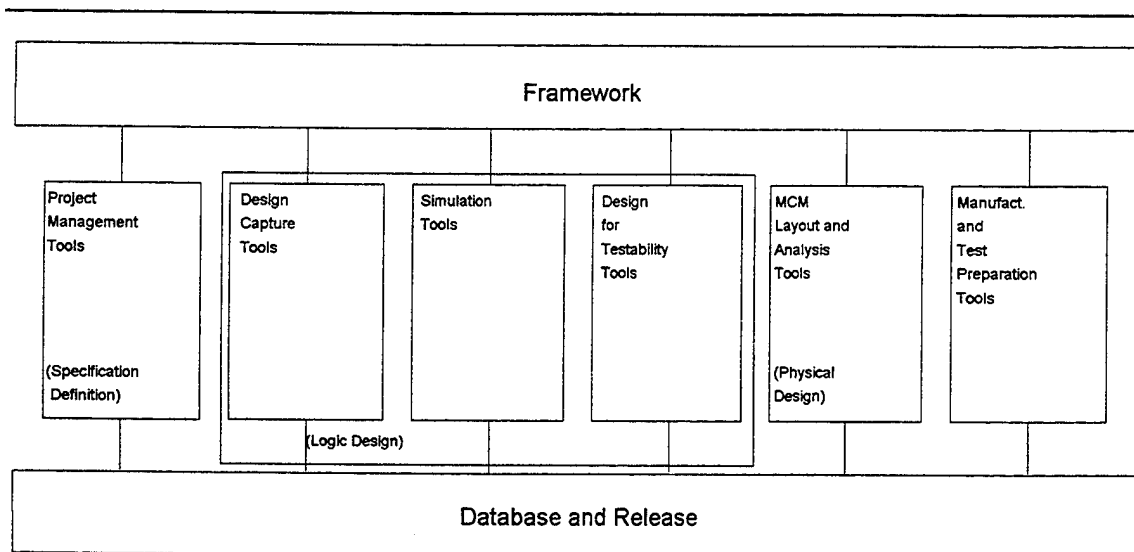 Framework
Project
Management
Tools
(Specification
Definition)
Design
Capture
Tools
Simulation
Tools
Design
for
Testability
Tools
(Logic Design)
MCM
Layout and
Analysis
Tools
(Physical
Design)
Manufact.
and
Test
Preparation
Tools
Database and Release